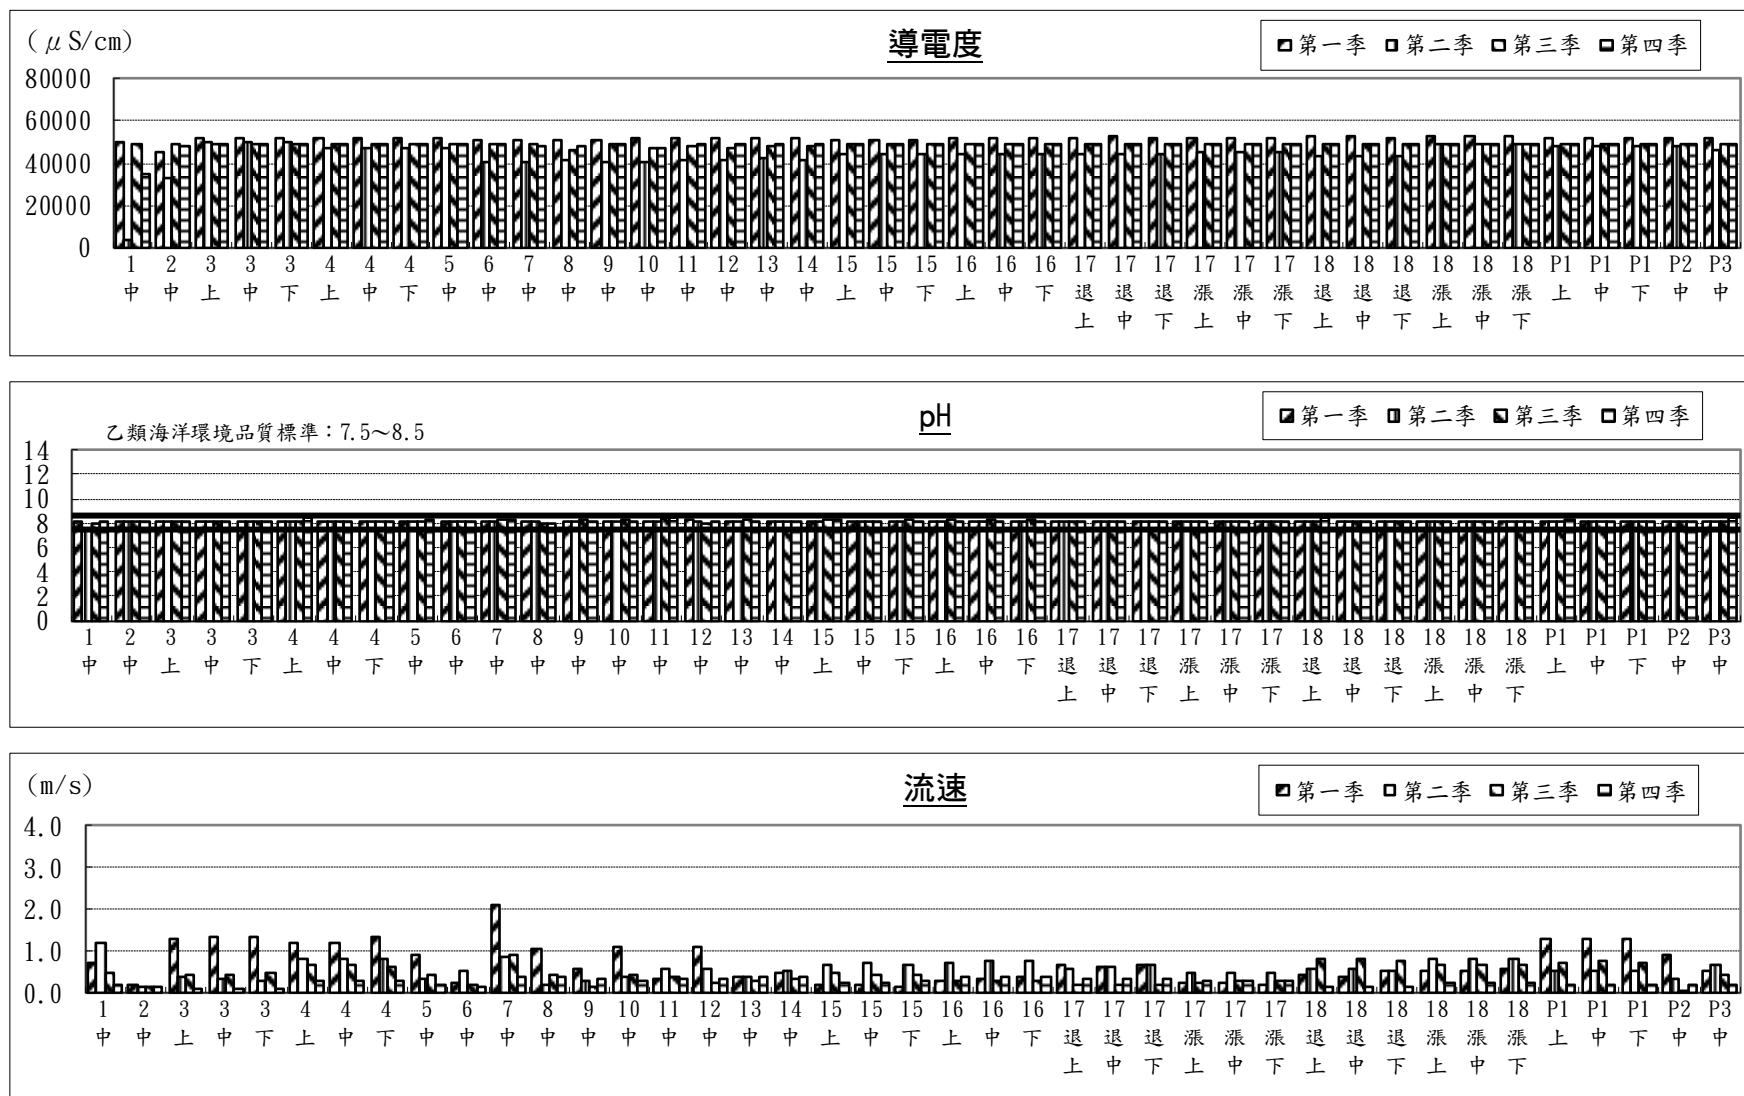 (μS/cm)
導電度
第一季 第二季 第三季 第四季
80000
60000
40000
20000
0
1 2 3 3 3 4 4 4 5 6 7 8 9 10 11 12 13 14 15 15 15 16 16 16 17 17 17 17 17 17 18 18 18 18 18 18 P1 P1 P1 P2 P3
中 中 上 中 下 上 中 下 中 中 中 中 中 中 中 中 中 中 上 中 下 上 中 下 退 退 退 漲 漲 漲 退 退 退 漲 漲 漲 上 中 下 中 中
上 中 下 上 中 下 上 中 下 上 中 下
pH
第一季 第二季 第三季 第四季
乙類海洋環境品質標準：7.5～8.5
14
12
10
8
6
4
2
0
1 2 3 3 3 4 4 4 5 6 7 8 9 10 11 12 13 14 15 15 15 16 16 16 17 17 17 17 17 17 18 18 18 18 18 18 P1 P1 P1 P2 P3
中 中 上 中 下 上 中 下 中 中 中 中 中 中 中 中 中 中 上 中 下 上 中 下 退 退 退 漲 漲 漲 退 退 退 漲 漲 漲 上 中 下 中 中
上 中 下 上 中 下 上 中 下 上 中 下
(m/s)
流速
第一季 第二季 第三季 第四季
4.0
3.0
2.0
1.0
0.0
1 2 3 3 3 4 4 4 5 6 7 8 9 10 11 12 13 14 15 15 15 16 16 16 17 17 17 17 17 17 18 18 18 18 18 18 P1 P1 P1 P2 P3
中 中 上 中 下 上 中 下 中 中 中 中 中 中 中 中 中 中 上 中 下 上 中 下 退 退 退 漲 漲 漲 退 退 退 漲 漲 漲 上 中 下 中 中
上 中 下 上 中 下 上 中 下 上 中 下